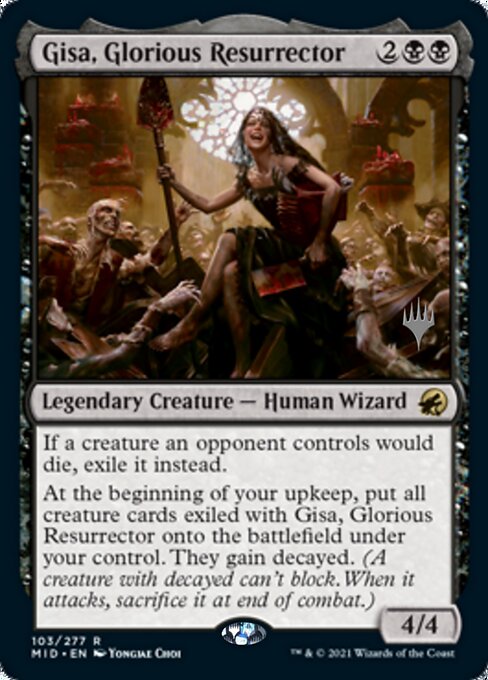 Gisa, Glorious Resurrector 2
Legendary Creature — Human Wizard
If a creature an opponent controls would
die, exile it instead.
At the beginning of your upkeep, put all
creature cards exiled with Gisa, Glorious
Resurrector onto the battlefield under
your control. They gain decayed. (A
creature with decayed can't block. When it
attacks, sacrifice it at end of combat.)
4/4
103/277 R
MID • EN Yongjae Choi
™ & © 2021 Wizards of the Coast